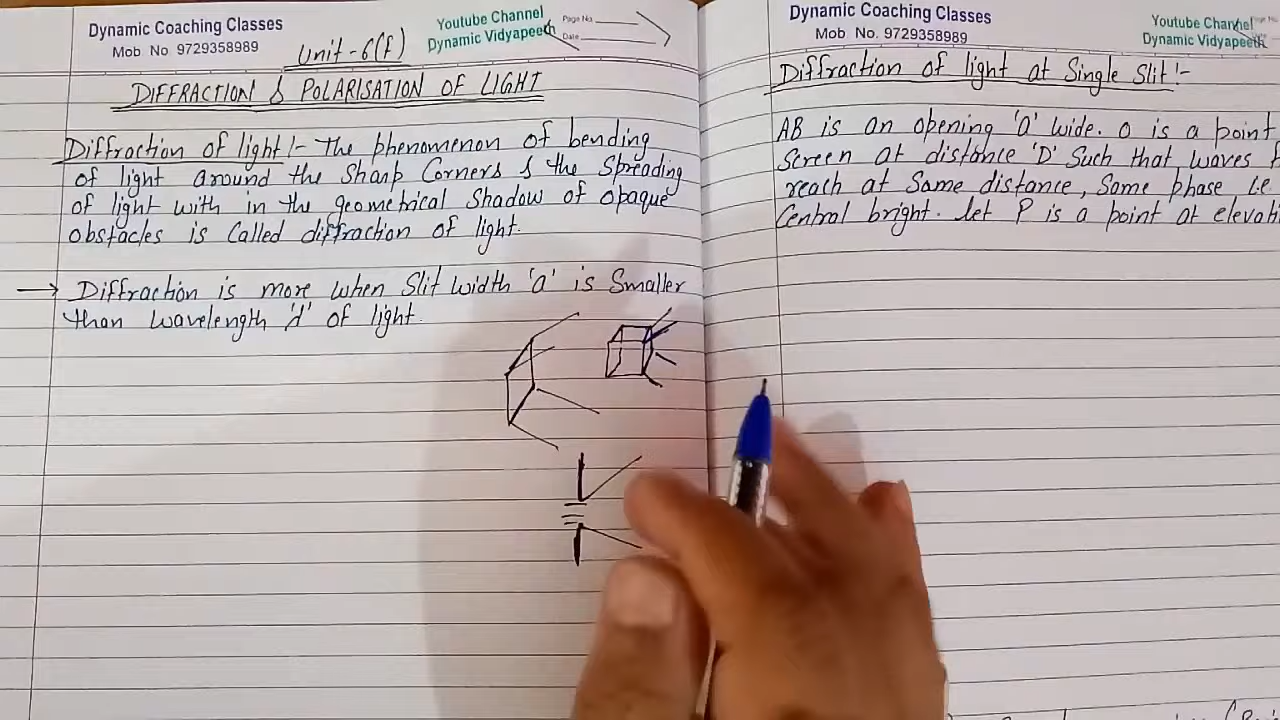 Dynamic Coaching Classes
Mob No. 9729358989
Youtube Channel
Dynamic Vidyapeeth
Page No.
Date
Unit-6(F)
DIFFRACTION & POLARISATION OF LIGHT
Diffraction of light :- The phenomenon of bending
of light around the Sharp Corners & the Spreading
of light with in the geometrical Shadow of opaque
obstacles is Called diffraction of light.
→ Diffraction is more when Slit width 'a' is Smaller
than wavelength 'λ' of light.
Dynamic Coaching Classes
Mob No. 9729358989
Youtube Channel
Dynamic Vidyapeeth
Diffraction of light at Single Slit :-
AB is an opening 'a' wide. O is a point
Screen at distance 'D' Such that waves
reach at Same distance, Same phase i.e
Central bright. Let P is a point at